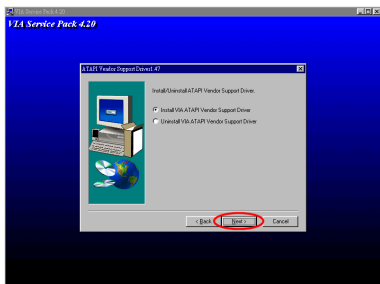 VIA Service Pack 4.20
VIA Service Pack 4.20
ATAPI Vendor Support Driver1.47
Install/Uninstall ATAPI Vendor Support Driver.
Install VIA ATAPI Vendor Support Driver
Uninstall VIA ATAPI Vendor Support Driver
< Back
Next >
Cancel